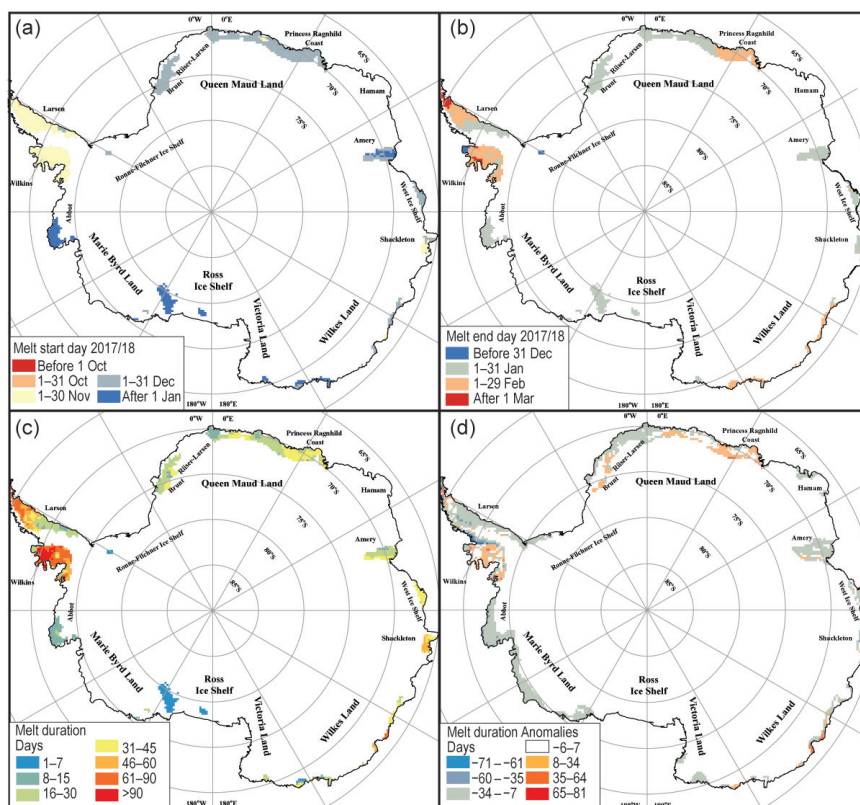 (a)
0°W 0°E
Princess Ragnhild
Coast
65°S
Riiser-Larsen
Brunt
70°S
Queen Maud Land
Hamam
Larsen
75°S
Amery
Ronne-Filchner Ice Shelf
80°S
West Ice Shelf
Wilkins
85°S
Abbot
Shackleton
Marie Byrd Land
Ross
Ice Shelf
Victoria Land
Wilkes Land
Melt start day 2017/18
Before 1 Oct
1–31 Oct 1–31 Dec
1–30 Nov After 1 Jan
180°W 180°E
(b)
0°W 0°E
Princess Ragnhild
Coast
65°S
Riiser-Larsen
Brunt
70°S
Queen Maud Land
Hamam
Larsen
75°S
Amery
Ronne-Filchner Ice Shelf
80°S
West Ice Shelf
Wilkins
85°S
Abbot
Shackleton
Marie Byrd Land
Ross
Ice Shelf
Victoria Land
Wilkes Land
Melt end day 2017/18
Before 31 Dec
1–31 Jan
1–29 Feb
After 1 Mar
180°W 180°E
(c)
0°W 0°E
Princess Ragnhild
Coast
65°S
Riiser-Larsen
Brunt
70°S
Queen Maud Land
Hamam
Larsen
75°S
Amery
Ronne-Filchner Ice Shelf
80°S
West Ice Shelf
Wilkins
85°S
Abbot
Shackleton
Marie Byrd Land
Ross
Ice Shelf
Victoria Land
Wilkes Land
Melt duration
Days 31–45
1–7 46–60
8–15 61–90
16–30 >90
180°W 180°E
(d)
0°W 0°E
Princess Ragnhild
Coast
65°S
Riiser-Larsen
Brunt
70°S
Queen Maud Land
Hamam
Larsen
75°S
Amery
Ronne-Filchner Ice Shelf
80°S
West Ice Shelf
Wilkins
85°S
Abbot
Shackleton
Marie Byrd Land
Ross
Ice Shelf
Victoria Land
Wilkes Land
Melt duration Anomalies
Days −6–7
−71 – −61 8–34
−60 – −35 35–64
−34 – −7 65–81
180°W 180°E